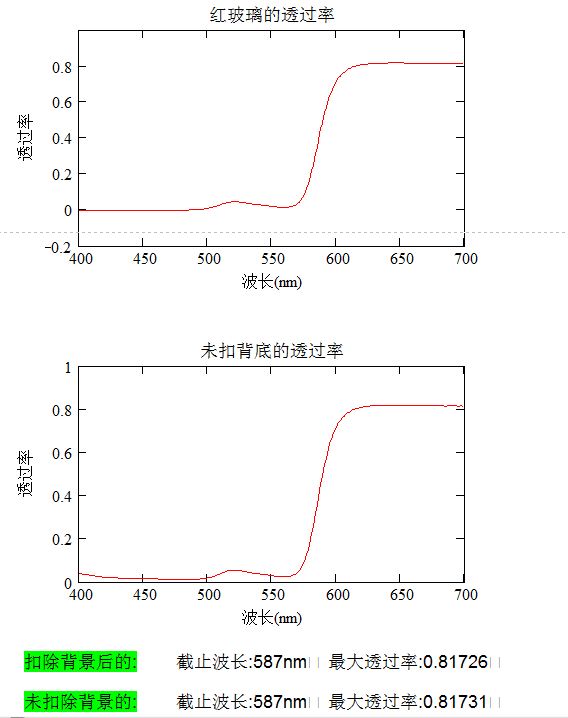 红玻璃的透过率
0.8
0.6
0.4
0.2
0
-0.2
透过率
400 450 500 550 600 650 700
波长(nm)
未扣背底的透过率
1
0.8
0.6
0.4
0.2
0
透过率
400 450 500 550 600 650 700
波长(nm)
扣除背景后的: 截止波长:587nm 最大透过率:0.81726
未扣除背景的: 截止波长:587nm 最大透过率:0.81731